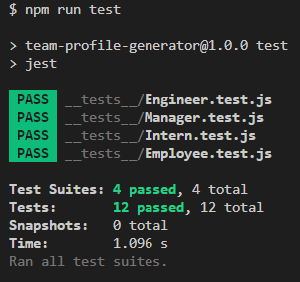 $ npm run test
> team-profile-generator@1.0.0 test
> jest
PASS __tests__/Engineer.test.js
PASS __tests__/Manager.test.js
PASS __tests__/Intern.test.js
PASS __tests__/Employee.test.js
Test Suites: 4 passed, 4 total
Tests:       12 passed, 12 total
Snapshots:   0 total
Time:        1.096 s
Ran all test suites.